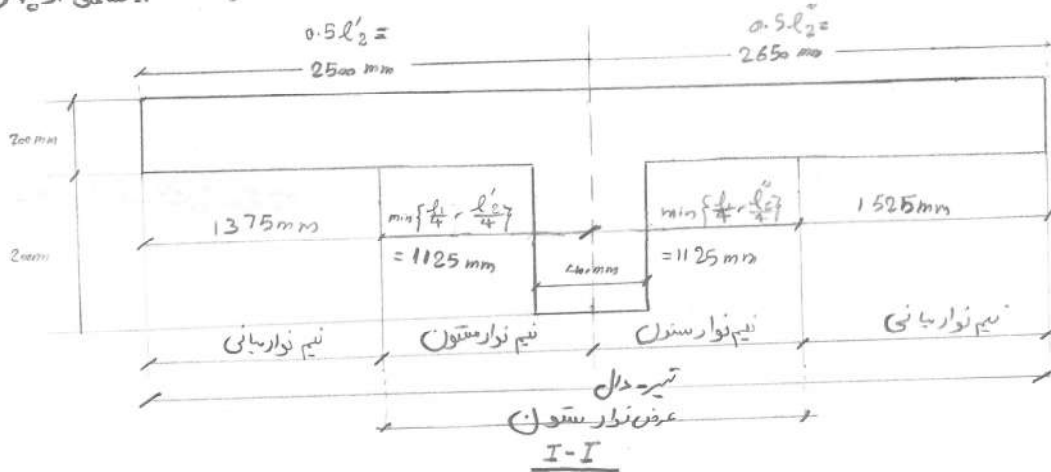 0.5l'₂ =
2500 mm
0.5l''₂ =
2650 mm
200 mm
200mm
1375mm
min{l₁/4, l'₂/4}
= 1125 mm
400mm
min{l₁/4, l''₂/4}
= 1125 mm
1525mm
نیم نوار میانی
نیم نوار ستون
نیم نوار ستون
نیم نوار میانی
تیر-دال
عرض نوار ستون
I-I